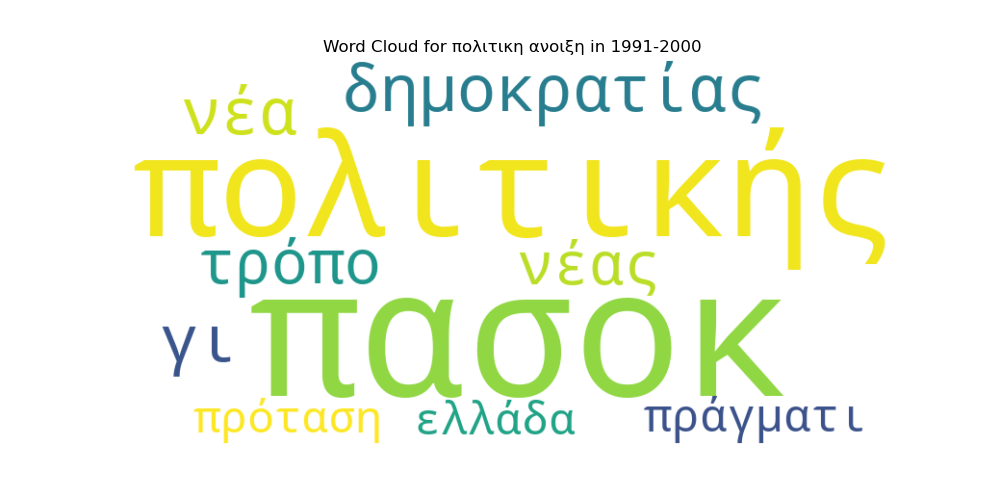 Word Cloud for πολιτικη ανοιξη in 1991-2000
δημοκρατίας
νέα
πολιτικής
τρόπο
νέας
γι
πασοκ
πρόταση
ελλάδα
πράγματι